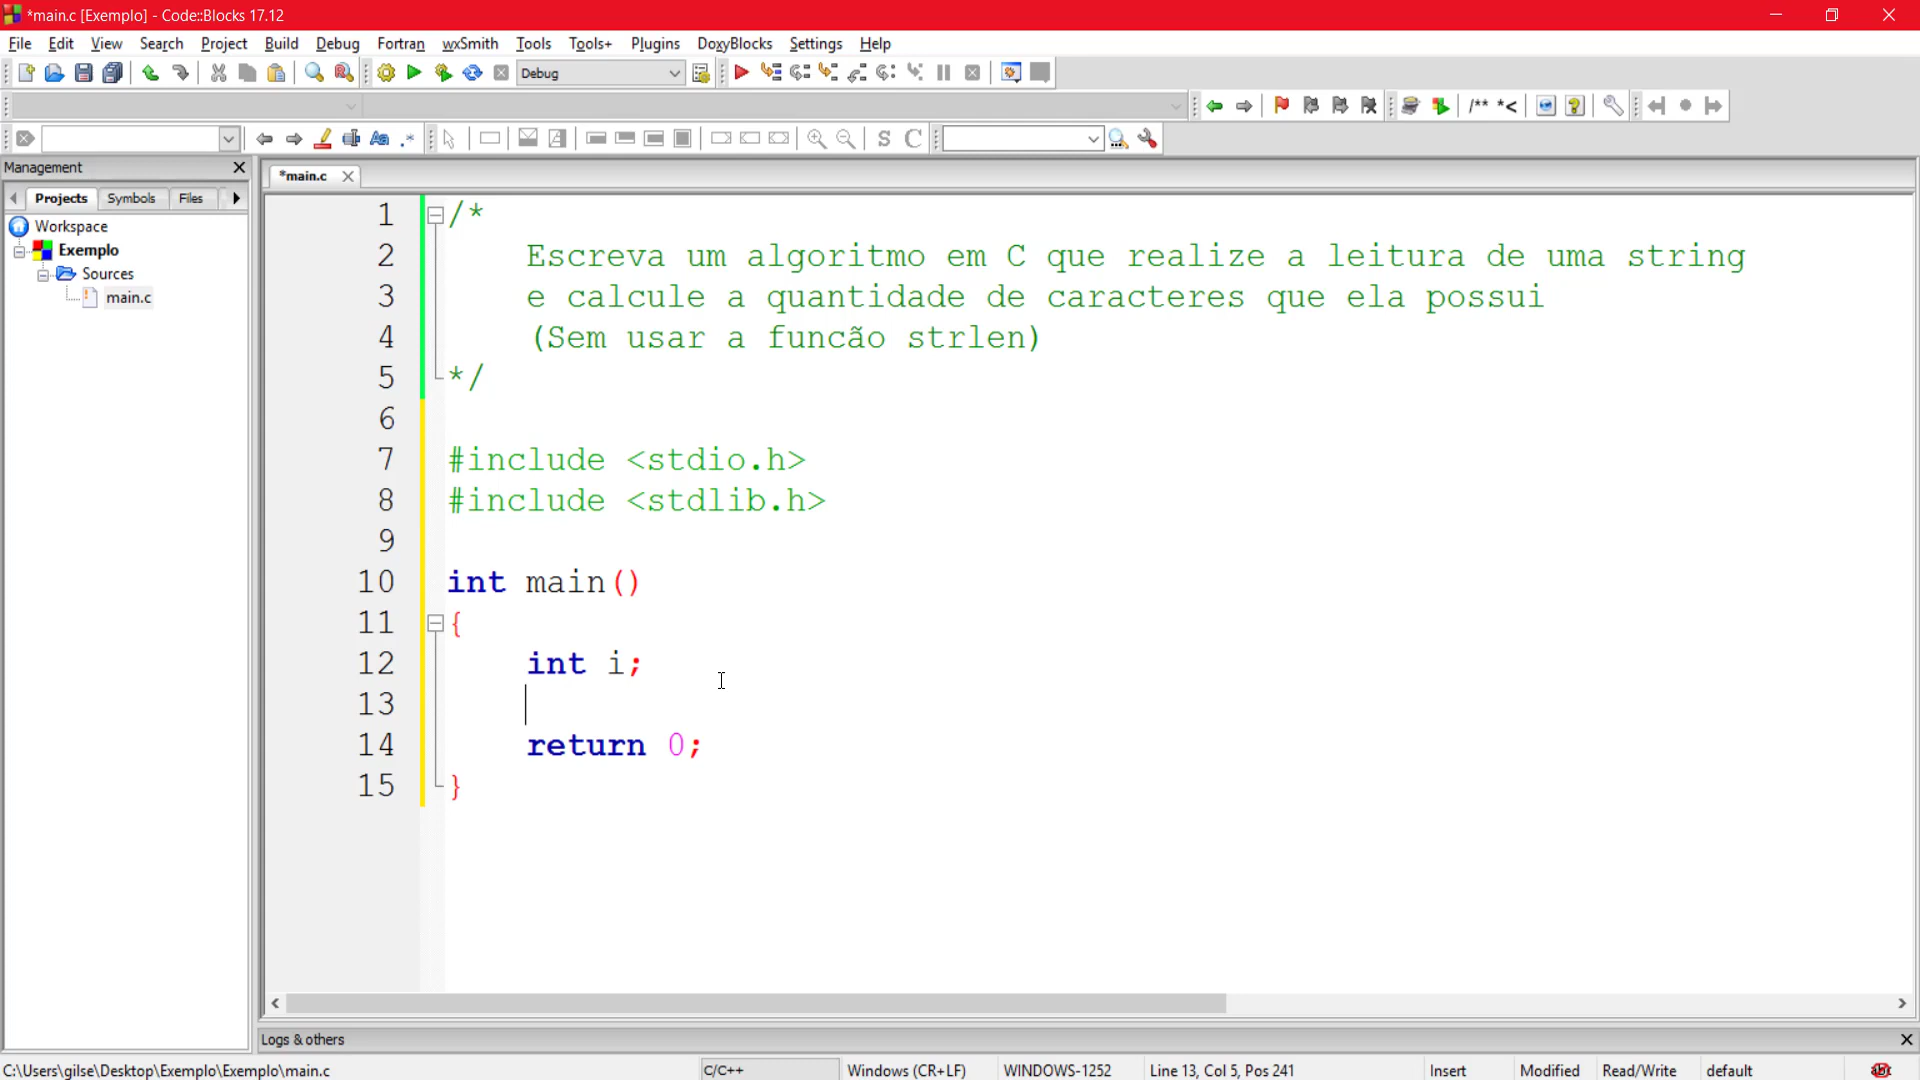 *main.c [Exemplo] - Code::Blocks 17.12
File Edit View Search Project Build Debug Fortran wxSmith Tools Tools+ Plugins DoxyBlocks Settings Help
Debug
/** *<
Aa .* S C
Management
*main.c
Projects Symbols Files
Workspace
Exemplo
Sources
main.c
1 /*
2 Escreva um algoritmo em C que realize a leitura de uma string
3 e calcule a quantidade de caracteres que ela possui
4 (Sem usar a funcão strlen)
5 */
6
7 #include <stdio.h>
8 #include <stdlib.h>
9
10 int main()
11 {
12 int i;
13
14 return 0;
15 }
Logs & others
C:\Users\gilse\Desktop\Exemplo\Exemplo\main.c C/C++ Windows (CR+LF) WINDOWS-1252 Line 13, Col 5, Pos 241 Insert Modified Read/Write default